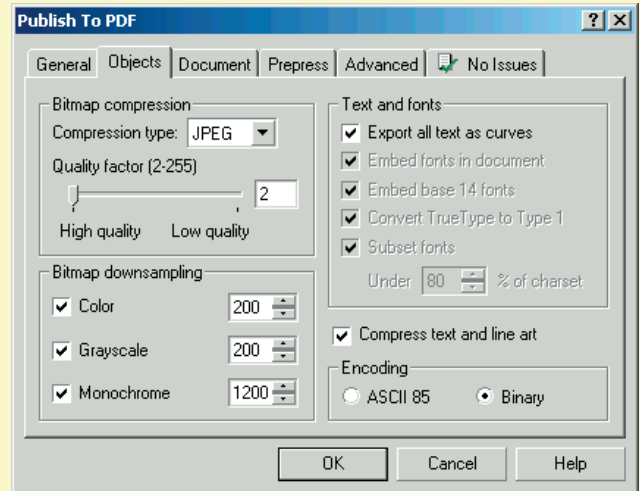 Publish To PDF
General Objects Document Prepress Advanced No Issues
Bitmap compression
Compression type: JPEG
Quality factor (2-255)
2
High quality Low quality
Bitmap downsampling
Color 200
Grayscale 200
Monochrome 1200
Text and fonts
Export all text as curves
Embed fonts in document
Embed base 14 fonts
Convert TrueType to Type 1
Subset fonts
Under 80 % of charset
Compress text and line art
Encoding
ASCII 85 Binary
OK Cancel Help